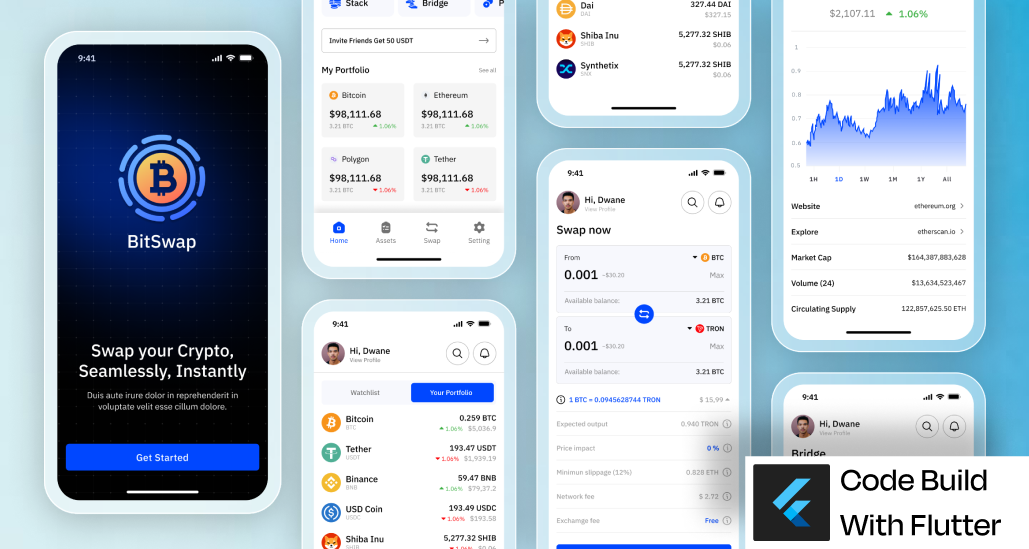 9:41
BitSwap
Swap your Crypto,
Seamlessly, Instantly
Duis aute irure dolor in reprehenderit in
voluptate velit esse cillum dolore.
Get Started
Stack
Bridge
P
Invite Friends Get 50 USDT
My Portfolio
See all
Bitcoin
$98,111.68
3.21 BTC
1.06%
Ethereum
$98,111.68
3.21 BTC
1.06%
Polygon
$98,111.68
3.21 BTC
1.06%
Tether
$98,111.68
3.21 BTC
1.06%
Home
Assets
Swap
Setting
9:41
Hi, Dwane
View Profile
Watchlist
Your Portfolio
Bitcoin
0.259 BTC
BTC
1.06% $5,036.9
Tether
193.47 USDT
USDT
1.06% $1,939.19
Binance
59.47 BNB
BNB
1.06% $79,37.2
USD Coin
193.49 USDC
USDC
1.06% $193.58
Shiba Inu
5,277.32 SHIB
SHIB
1.06% $0.06
Dai
327.44 DAI
DAI
$327.15
Shiba Inu
5,277.32 SHIB
SHIB
$0.06
Synthetix
5,277.32 SHIB
SNX
$0.06
9:41
Hi, Dwane
View Profile
Swap now
From
BTC
0.001 ~$30.20
Max
Available balance:
3.21 BTC
To
TRON
0.001 ~$30.20
Max
Available balance:
3.21 BTC
1 BTC = 0.0945628744 TRON
$ 15,99
Expected output
0.940 TRON
Price impact
0 %
Minimun slippage (12%)
0.828 ETH
Network fee
$ 2.72
Exchamge fee
Free
$2,107.11 1.06%
1
0.9
0.8
0.7
0.6
0.5
1H 1D 1W 1M 1Y All
Website
ethereum.org >
Explore
etherscan.io >
Market Cap
$164,387,883,628
Volume (24)
$13,634,523,467
Circulating Supply
122,857,625.50 ETH
9:41
Hi, Dwane
View Profile
Bridge
Code Build
With Flutter